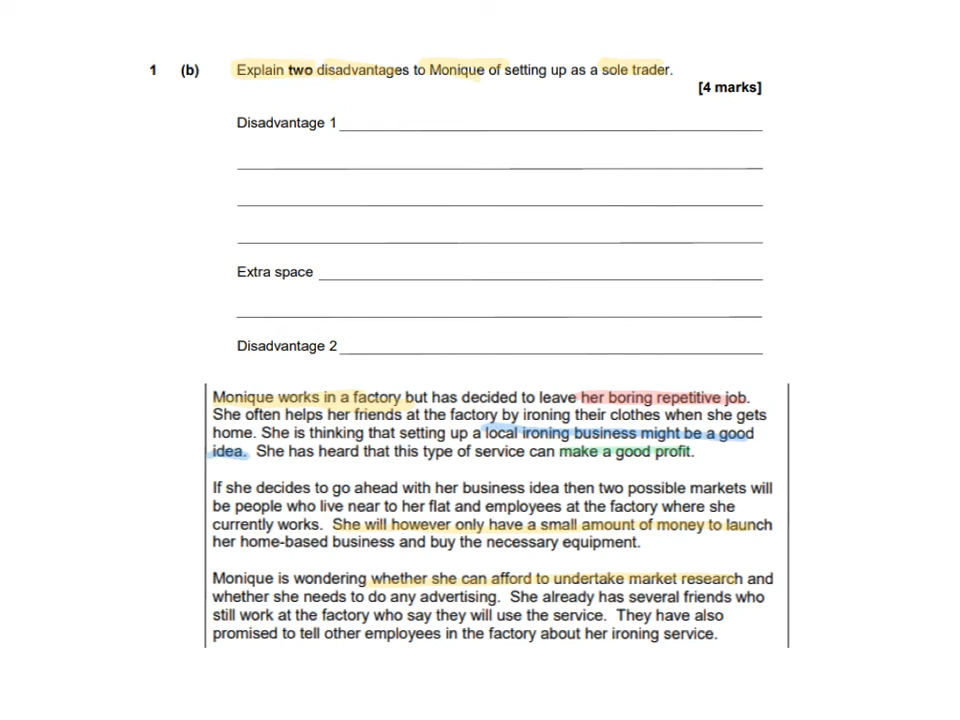 1 (b) Explain two disadvantages to Monique of setting up as a sole trader.
[4 marks]
Disadvantage 1
Extra space
Disadvantage 2
Monique works in a factory but has decided to leave her boring repetitive job.
She often helps her friends at the factory by ironing their clothes when she gets
home. She is thinking that setting up a local ironing business might be a good
idea. She has heard that this type of service can make a good profit.
If she decides to go ahead with her business idea then two possible markets will
be people who live near to her flat and employees at the factory where she
currently works. She will however only have a small amount of money to launch
her home-based business and buy the necessary equipment.
Monique is wondering whether she can afford to undertake market research and
whether she needs to do any advertising. She already has several friends who
still work at the factory who say they will use the service. They have also
promised to tell other employees in the factory about her ironing service.